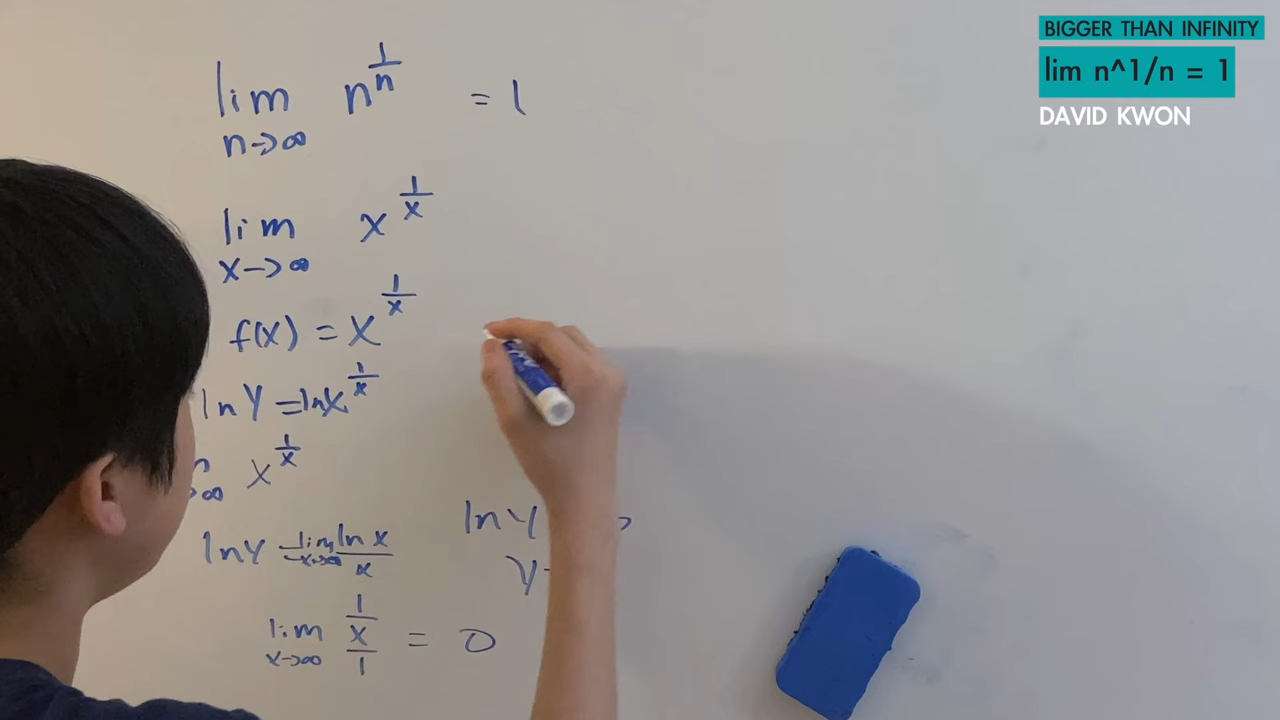 BIGGER THAN INFINITY
lim n^1/n = 1
DAVID KWON
lim n^(1/n) = 1
n→∞
lim x^(1/x)
x→∞
f(x) = x^(1/x)
ln y = ln x^(1/x)
x^(1/x)
→∞
ln y = lim x→∞ ln x / x
ln y
y
lim x→∞ (1/x)/1 = 0